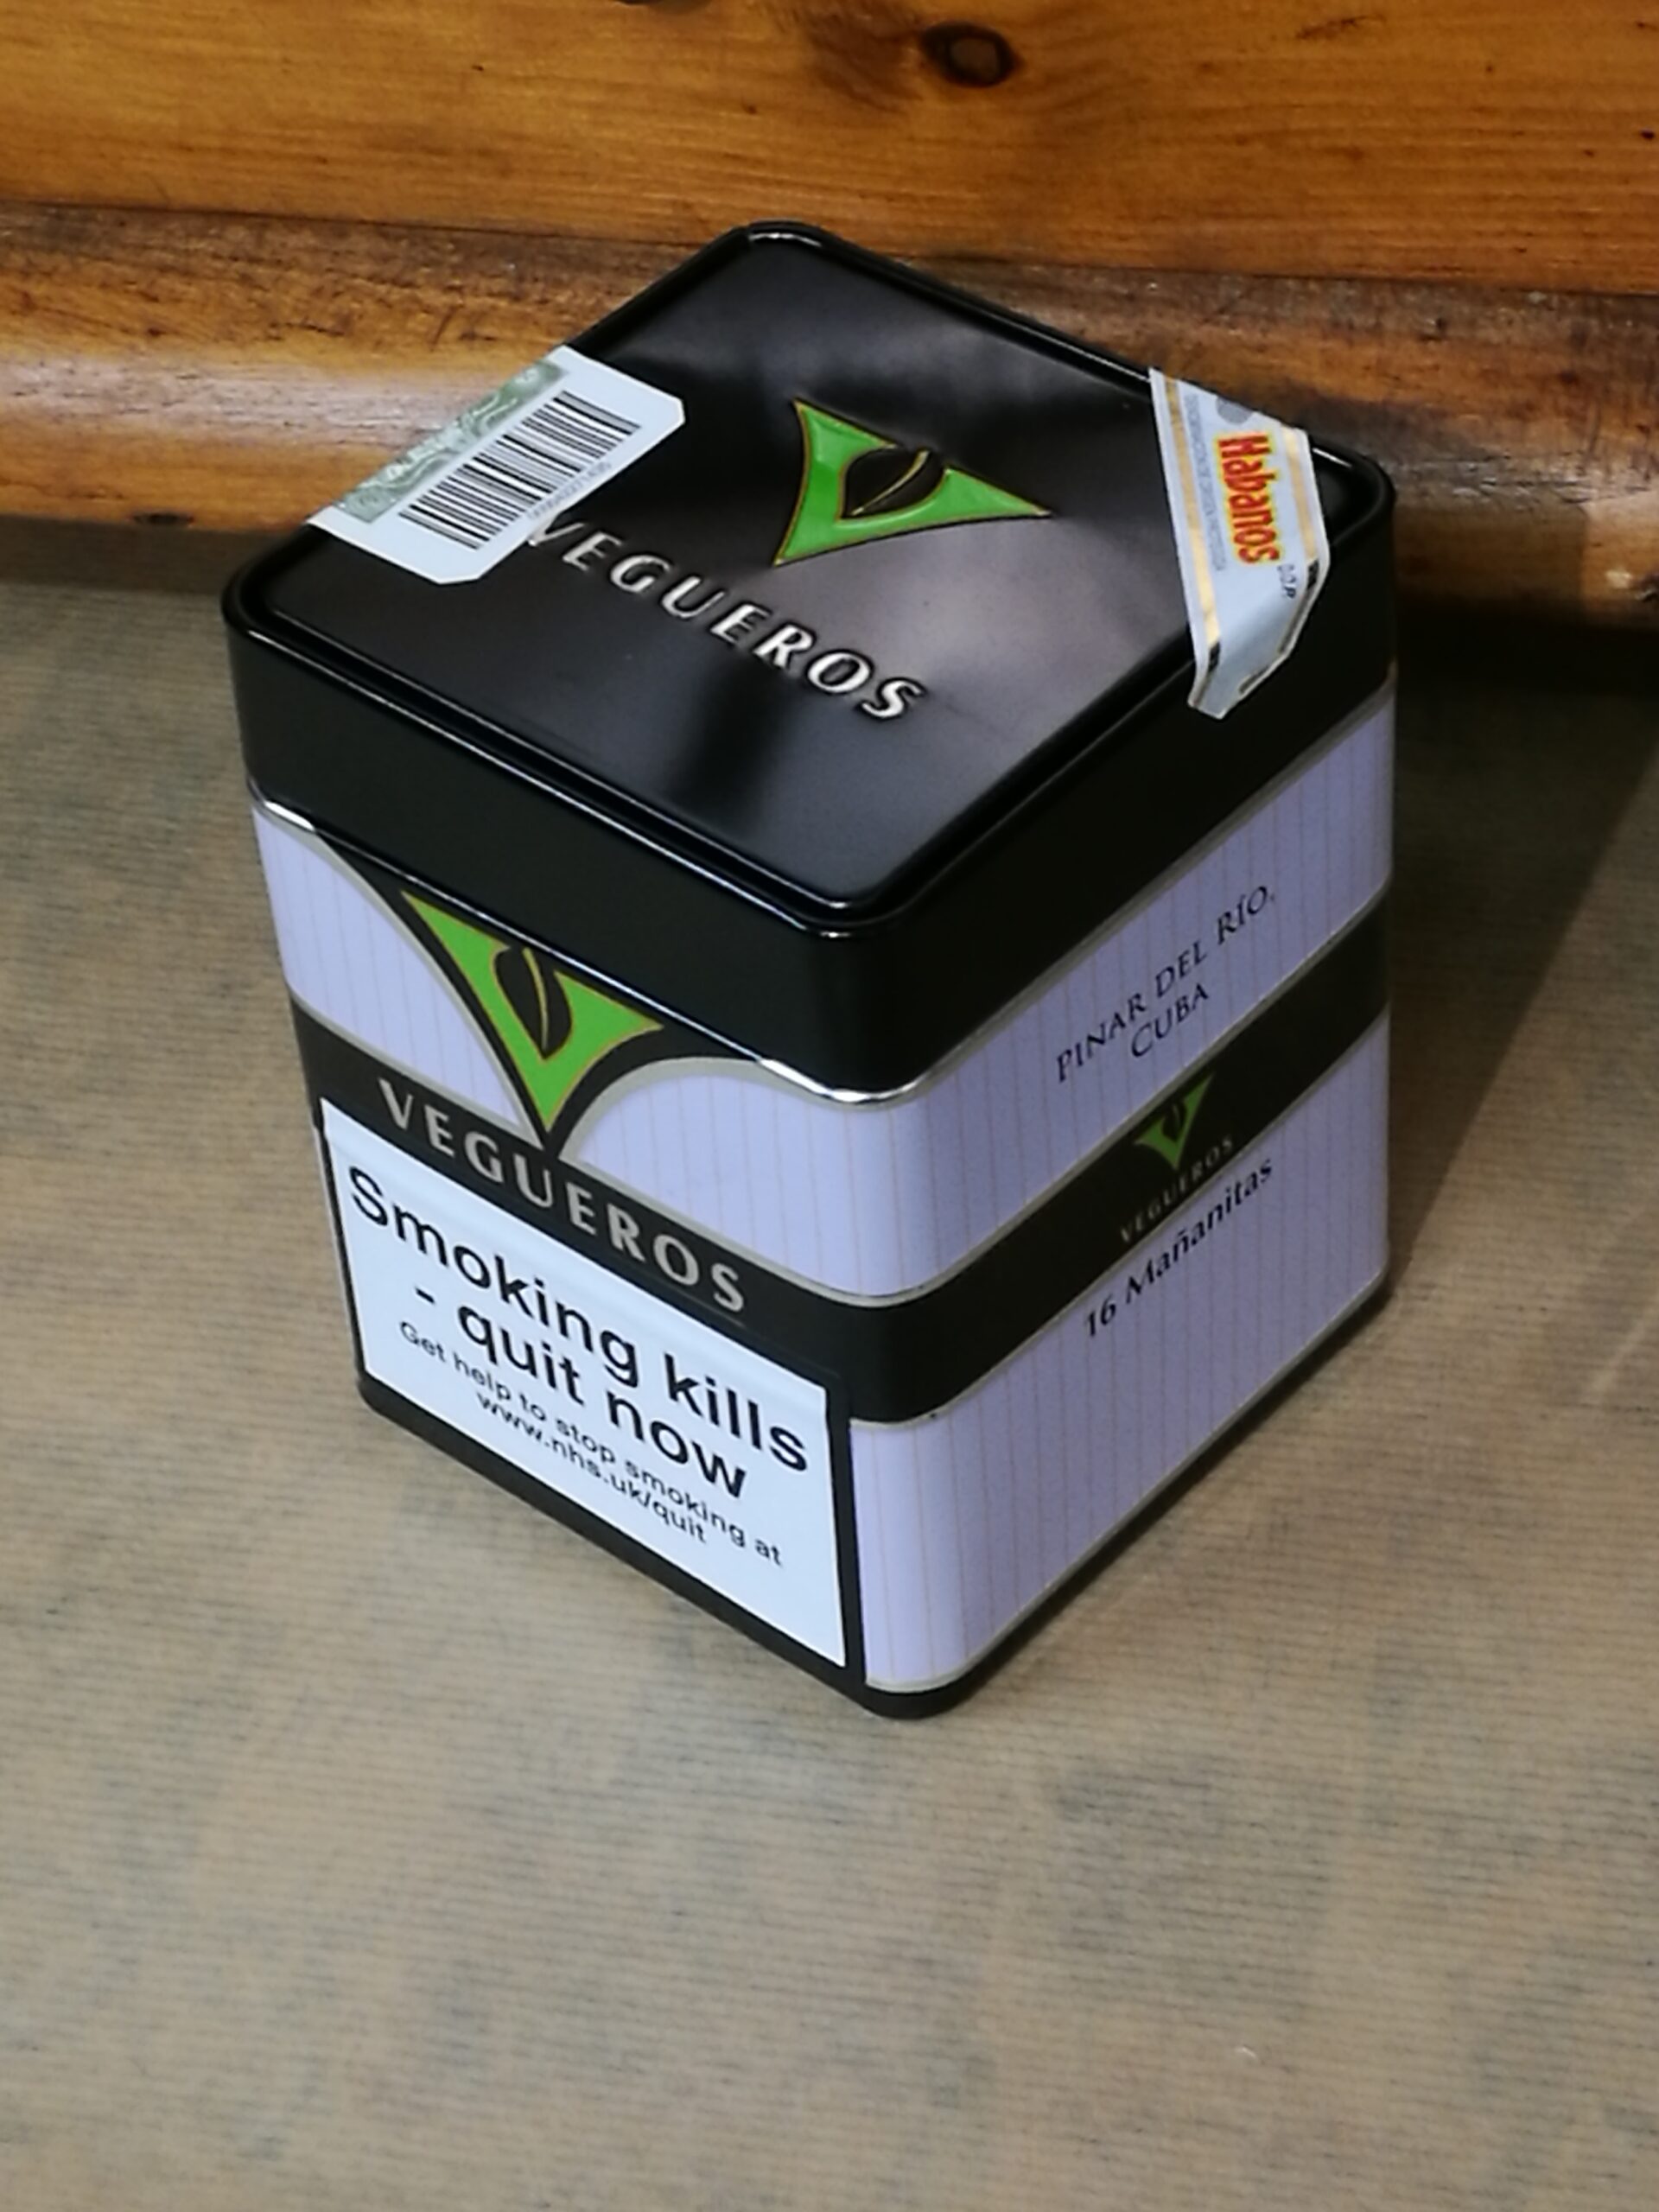 VEGUEROS
Habanos
D.O.P.
VEGUEROS
Smoking kills
- quit now
Get help to stop smoking at
www.nhs.uk/quit
PINAR DEL RÍO,
CUBA
VEGUEROS
16 Mañanitas